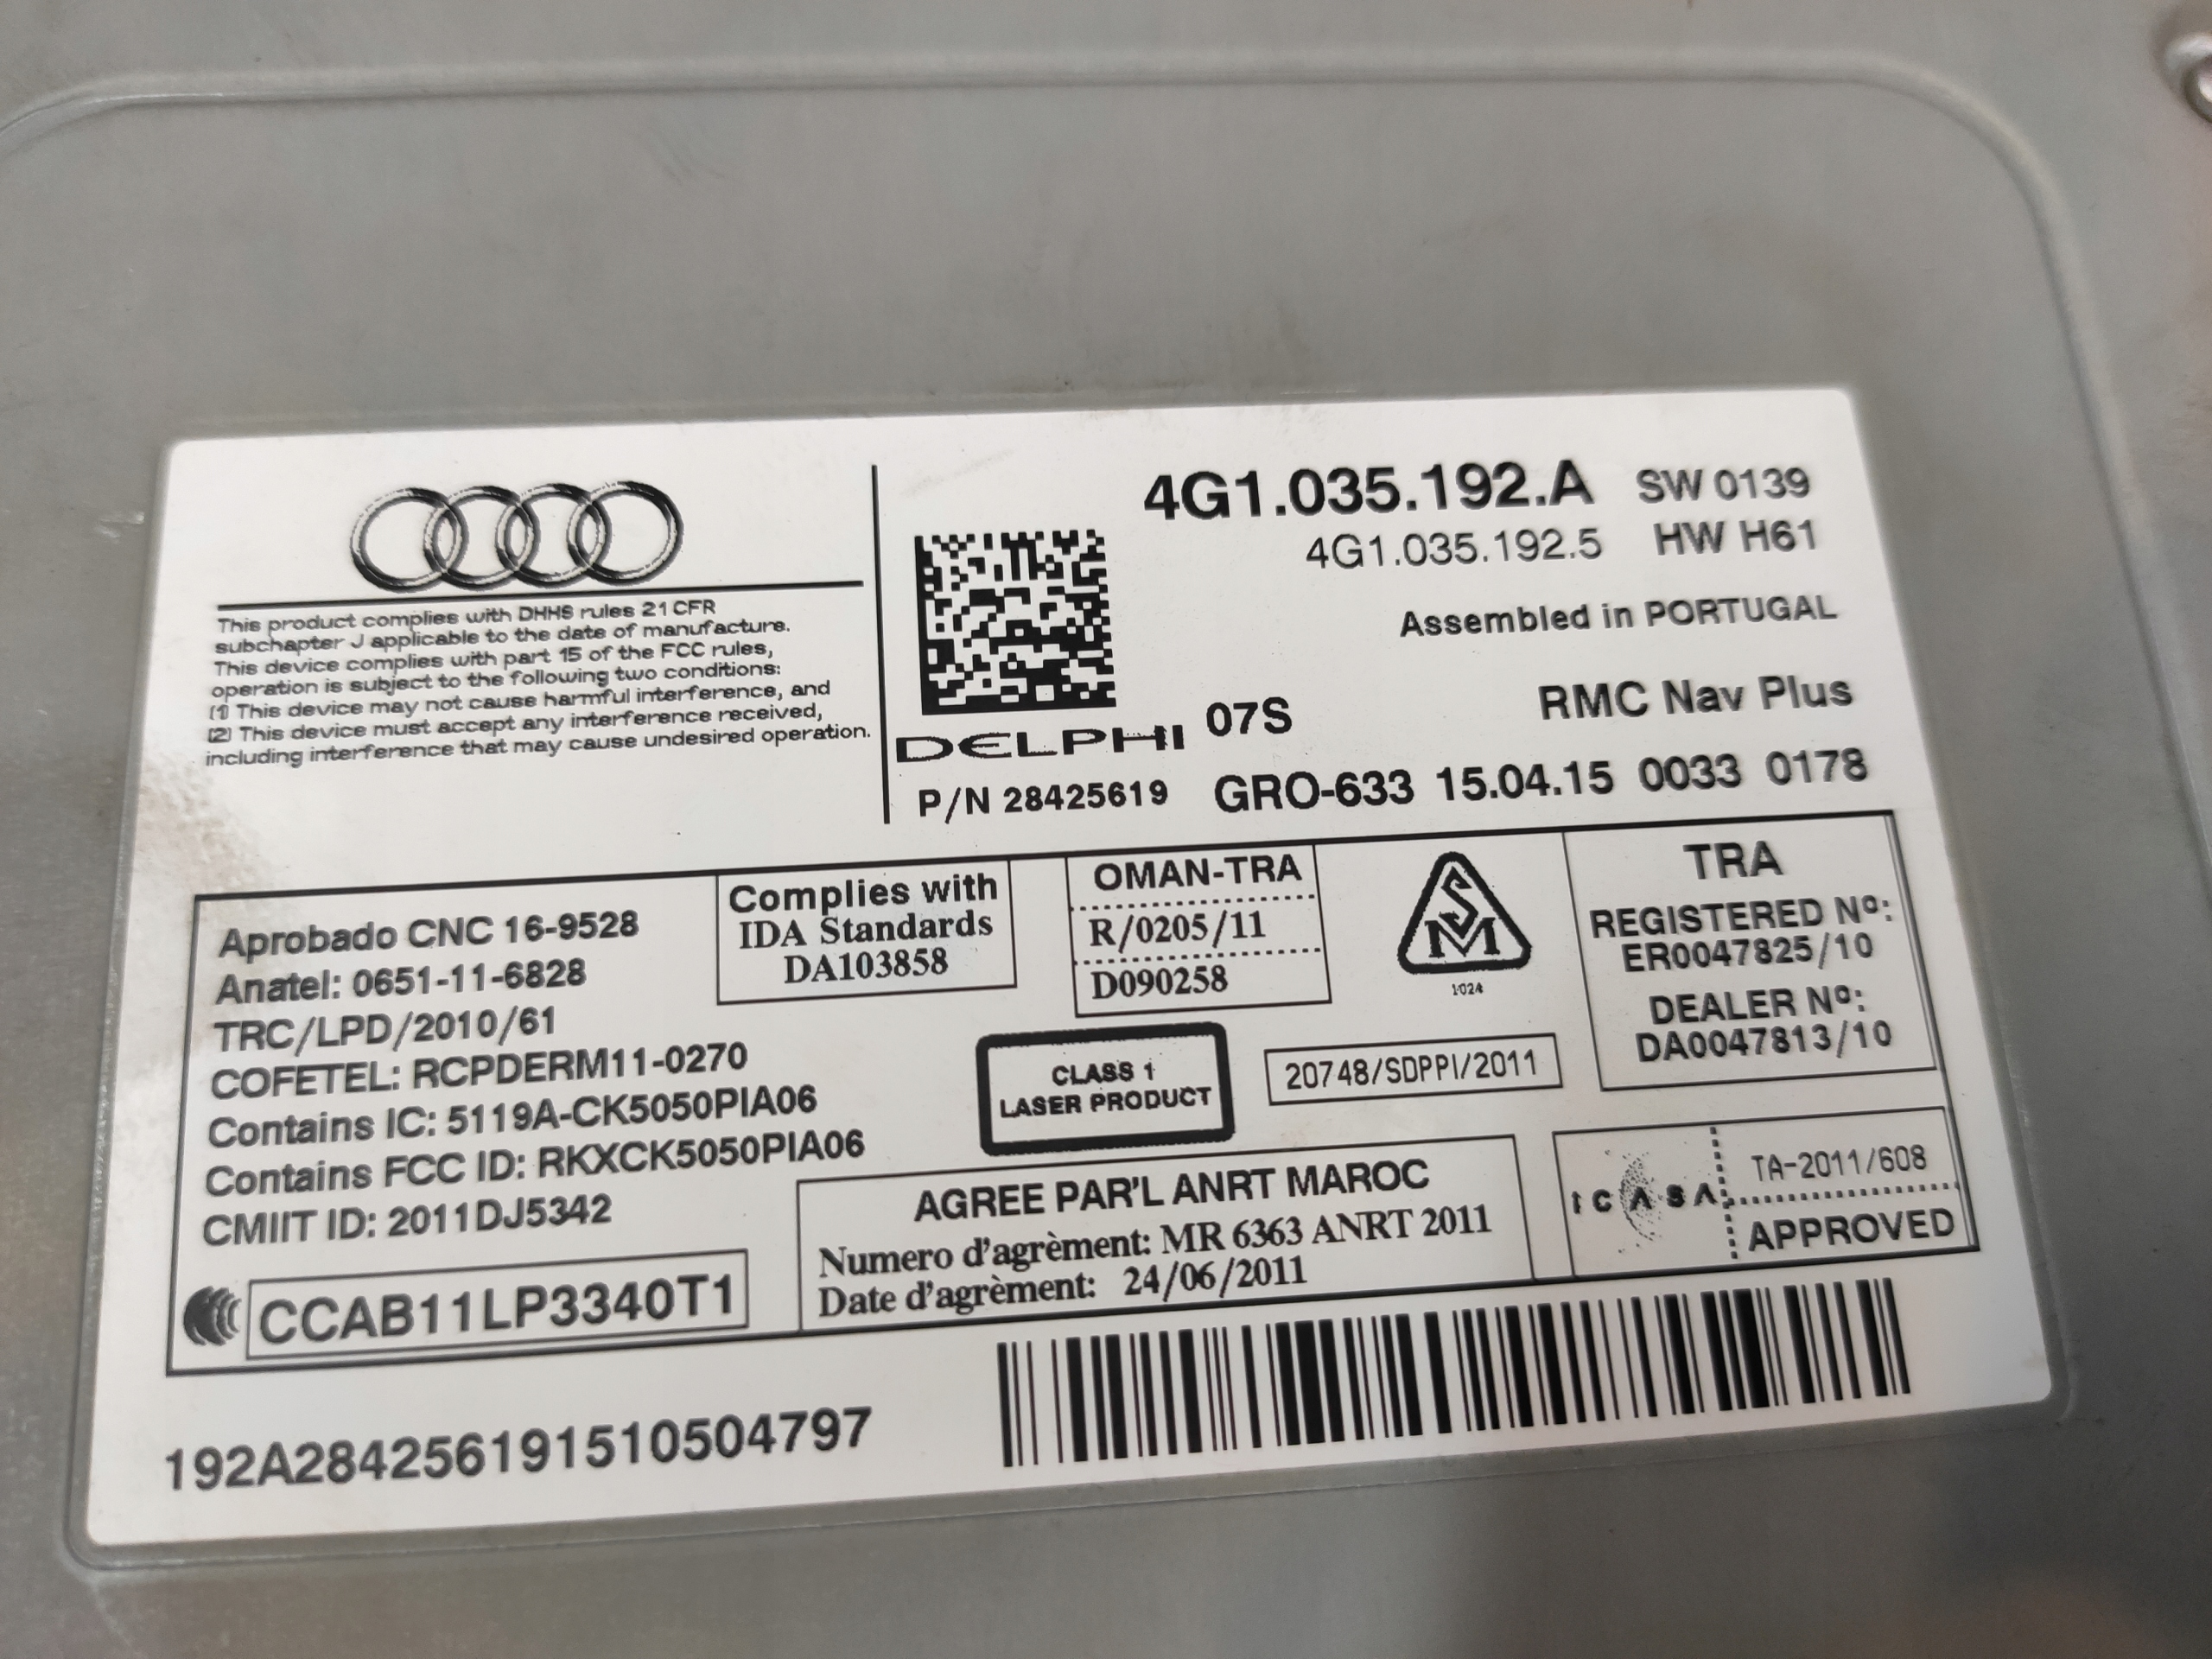 This product complies with DHHS rules 21 CFR
subchapter J applicable to the date of manufacture.
This device complies with part 15 of the FCC rules,
operation is subject to the following two conditions:
(1) This device may not cause harmful interference, and
(2) This device must accept any interference received,
including interference that may cause undesired operation.
4G1.035.192.A SW 0139
4G1.035.192.5 HW H61
Assembled in PORTUGAL
DELPHI 07S RMC Nav Plus
P/N 28425619 GRO-633 15.04.15 0033 0178
Aprobado CNC 16-9528
Anatel: 0651-11-6828
TRC/LPD/2010/61
COFETEL: RCPDERM11-0270
Contains IC: 5119A-CK5050PIA06
Contains FCC ID: RKXCK5050PIA06
CMIIT ID: 2011DJ5342
CCAB11LP3340T1
Complies with
IDA Standards
DA103858
OMAN-TRA
R/0205/11
D090258
SM
1024
TRA
REGISTERED Nº:
ER0047825/10
DEALER Nº:
DA0047813/10
CLASS 1
LASER PRODUCT
20748/SDPPI/2011
AGREE PAR'L ANRT MAROC
Numero d'agrèment: MR 6363 ANRT 2011
Date d'agrèment: 24/06/2011
ICASA
TA-2011/608
APPROVED
192A284256191510504797